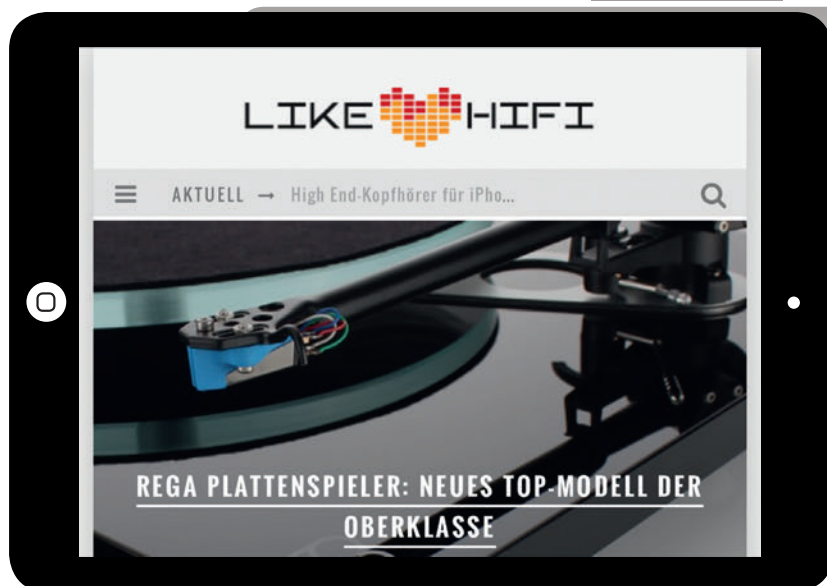 LIKE HIFI
AKTUELL → High End-Kopfhörer für iPho...
REGA PLATTENSPIELER: NEUES TOP-MODELL DER
OBERKLASSE